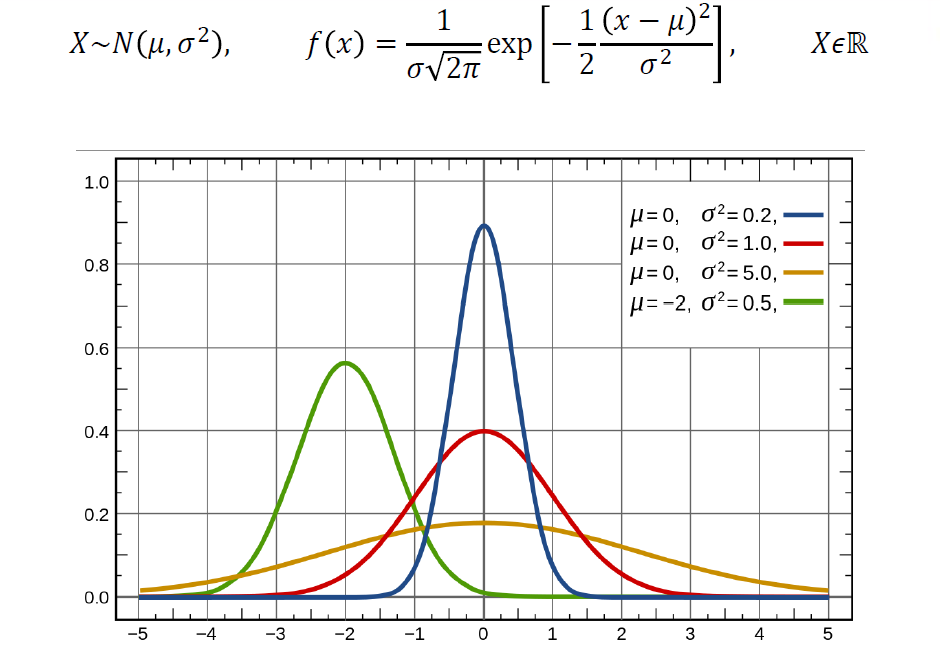 X~N(μ, σ²), f(x) = 1/(σ√2π) exp [−1/2 (x − μ)²/σ²], Xϵℝ
1.0
μ= 0, σ²= 0.2,
μ= 0, σ²= 1.0,
0.8
μ= 0, σ²= 5.0,
μ= −2, σ²= 0.5,
0.6
0.4
0.2
0.0
−5 −4 −3 −2 −1 0 1 2 3 4 5